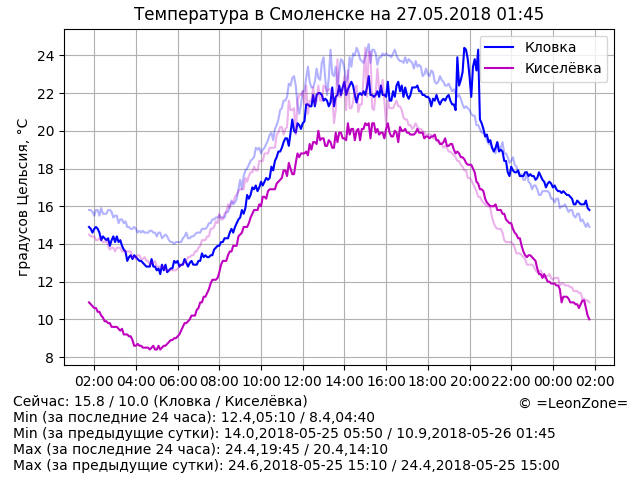 Температура в Смоленске на 27.05.2018 01:45
Кловка
Киселёвка
градусов Цельсия, °C
24
22
20
18
16
14
12
10
8
02:00 04:00 06:00 08:00 10:00 12:00 14:00 16:00 18:00 20:00 22:00 00:00 02:00
Сейчас: 15.8 / 10.0 (Кловка / Киселёвка)
© =LeonZone=
Min (за последние 24 часа): 12.4,05:10 / 8.4,04:40
Min (за предыдущие сутки): 14.0,2018-05-25 05:50 / 10.9,2018-05-26 01:45
Max (за последние 24 часа): 24.4,19:45 / 20.4,14:10
Max (за предыдущие сутки): 24.6,2018-05-25 15:10 / 24.4,2018-05-25 15:00